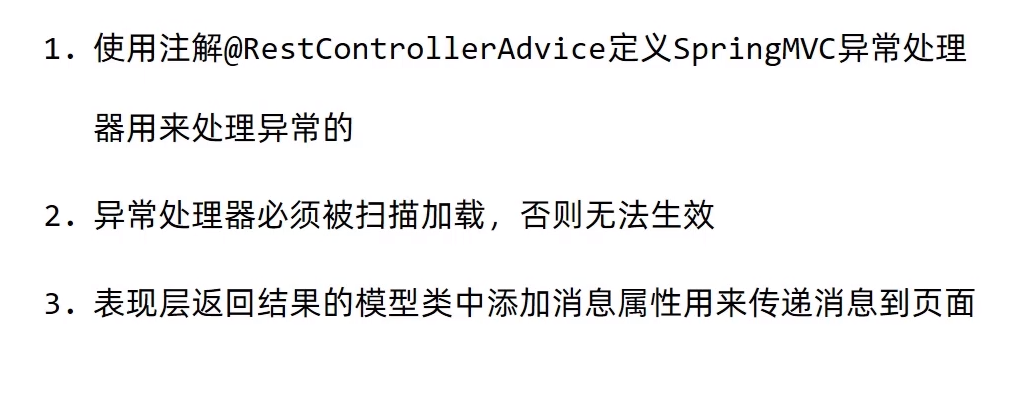 1. 使用注解@RestControllerAdvice定义SpringMVC异常处理
器用来处理异常的
2. 异常处理器必须被扫描加载，否则无法生效
3. 表现层返回结果的模型类中添加消息属性用来传递消息到页面